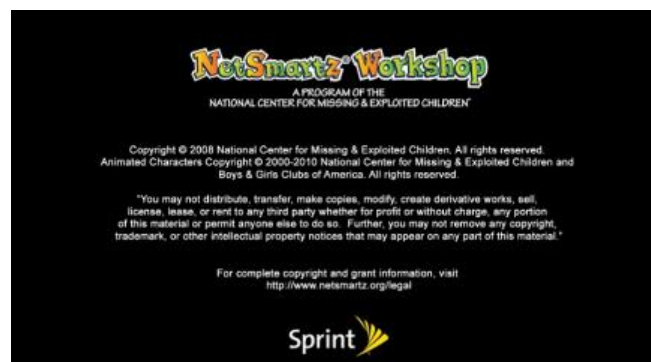 NetSmartz® Workshop
A PROGRAM OF THE
NATIONAL CENTER FOR MISSING & EXPLOITED CHILDREN®
Copyright © 2008 National Center for Missing & Exploited Children. All rights reserved.
Animated Characters Copyright © 2000-2010 National Center for Missing & Exploited Children and
Boys & Girls Clubs of America. All rights reserved.
"You may not distribute, transfer, make copies, modify, create derivative works, sell,
license, lease, or rent to any third party whether for profit or without charge, any portion
of this material or permit anyone else to do so. Further, you may not remove any copyright,
trademark, or other intellectual property notices that may appear on any part of this material."
For complete copyright and grant information, visit
http://www.netsmartz.org/legal
Sprint